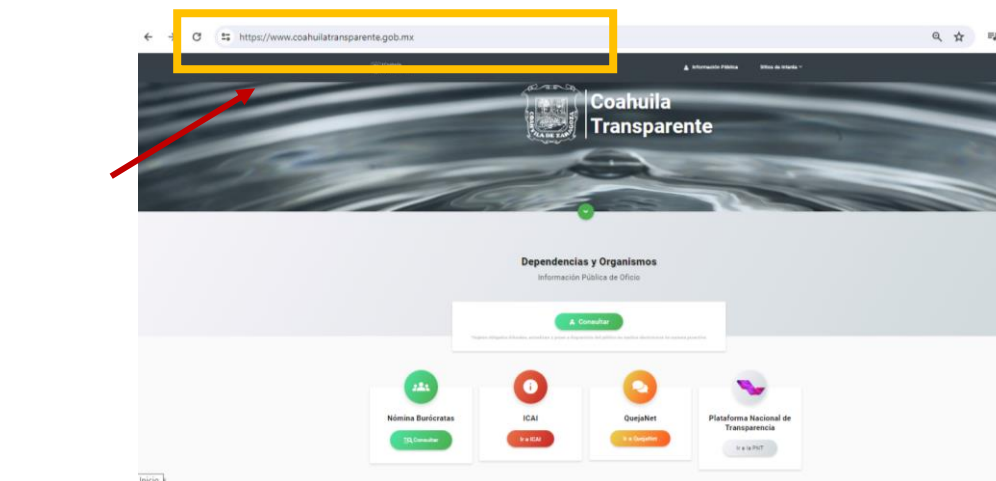 https://www.coahuilatransparente.gob.mx
Información Pública Sitios de Interés
Coahuila
Transparente
Dependencias y Organismos
Información Pública de Oficio
Consultar
Nómina Burócratas
ICAI
QuejaNet
Plataforma Nacional de
Transparencia
Consultar
Ir a ICAI
Ir a QuejaNet
Ir a la PNT
Inicio